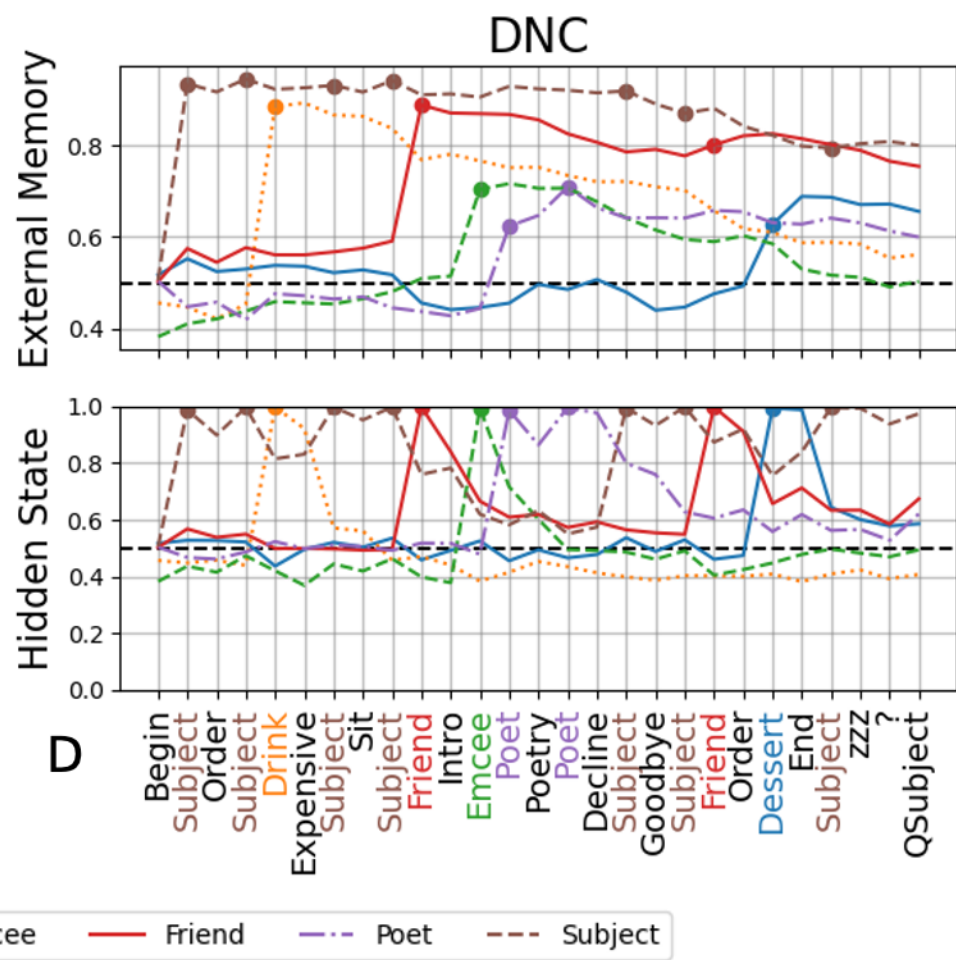 DNC
External Memory
0.8
0.6
0.4
Hidden State
1.0
0.8
0.6
0.4
0.2
0.0
D
Begin
Subject
Order
Subject
Drink
Expensive
Subject
Sit
Subject
Friend
Intro
Emcee
Poet
Poetry
Poet
Decline
Subject
Goodbye
Subject
Friend
Order
Dessert
End
Subject
zzz
?
QSubject
cee Friend Poet Subject